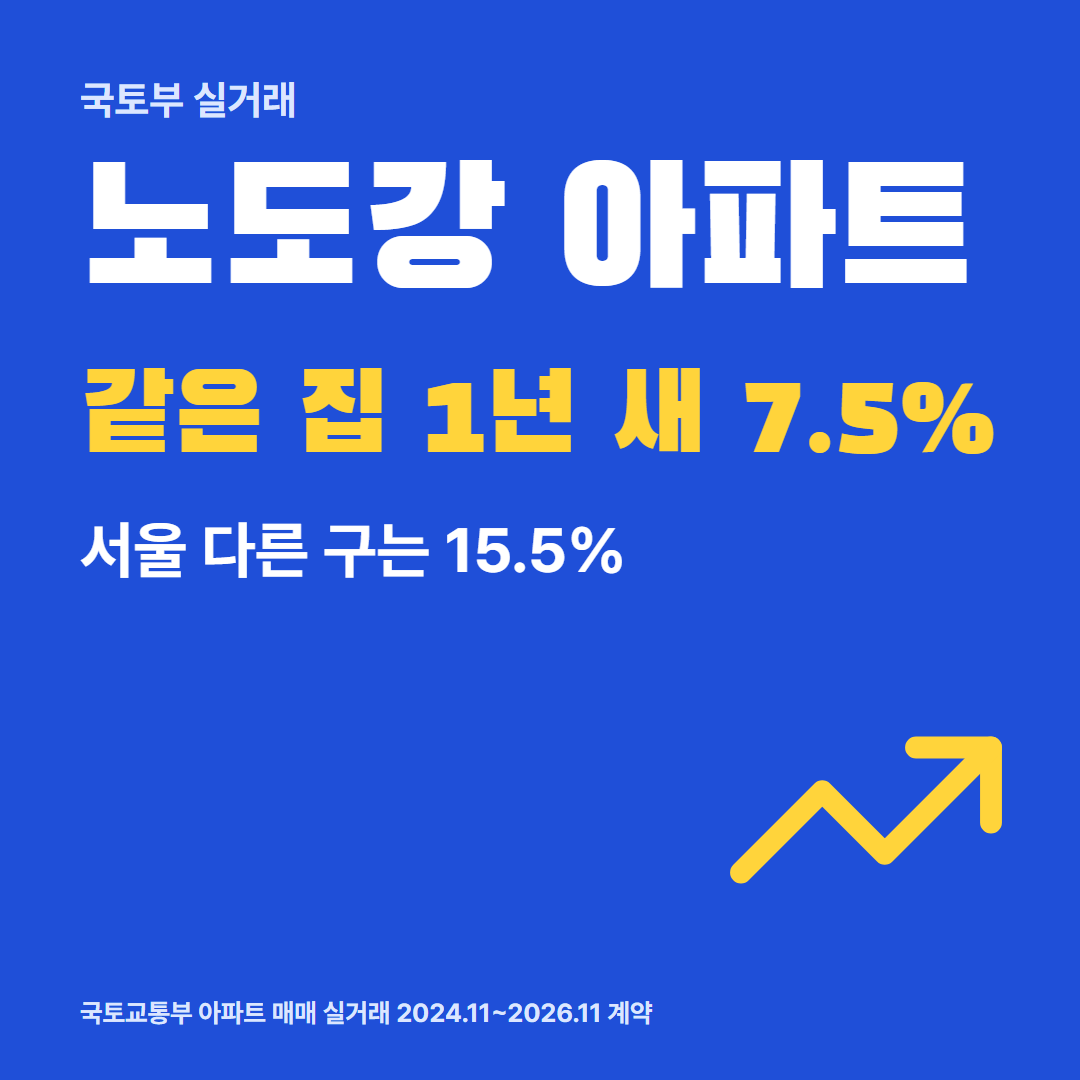 국토부 실거래
노도강 아파트
같은 집 1년 새 7.5%
서울 다른 구는 15.5%
국토교통부 아파트 매매 실거래 2024.11~2026.11 계약